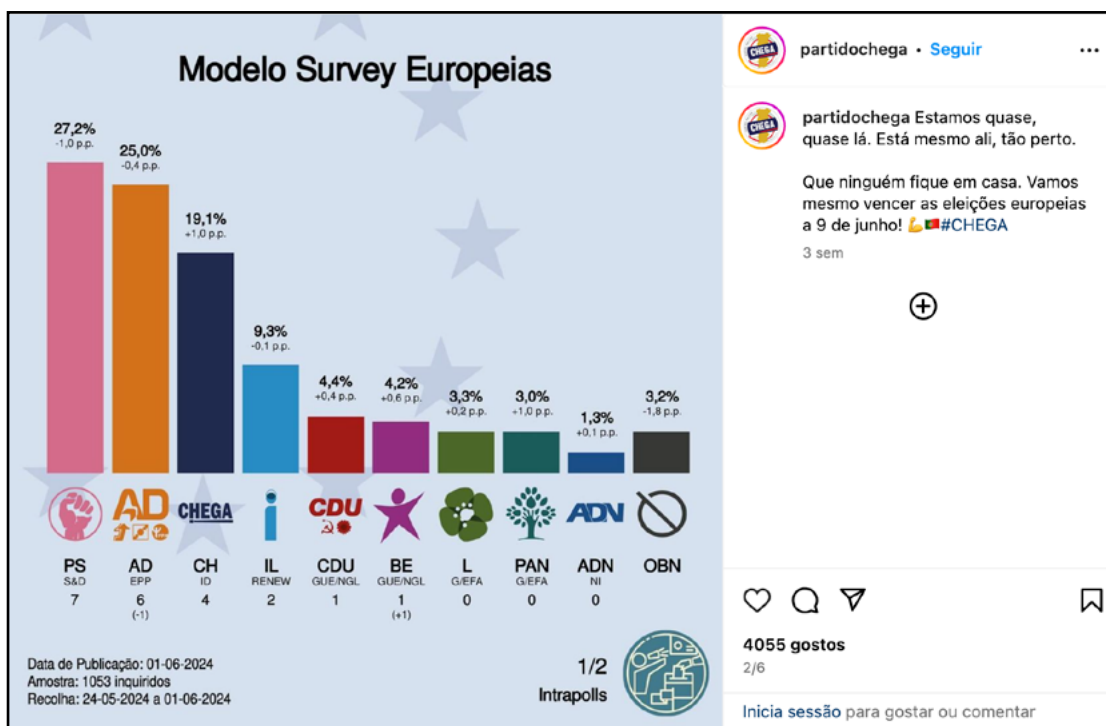 Modelo Survey Europeias
27,2%
-1,0 p.p.
25,0%
-0,4 p.p.
19,1%
+1,0 p.p.
9,3%
-0,1 p.p.
4,4%
+0,4 p.p.
4,2%
+0,6 p.p.
3,3%
+0,2 p.p.
3,0%
+1,0 p.p.
1,3%
+0,1 p.p.
3,2%
-1,8 p.p.
AD
CHEGA
CDU
ADN
PS
S&D
7
AD
EPP
6
(-1)
CH
ID
4
IL
RENEW
2
CDU
GUE/NGL
1
BE
GUE/NGL
1
(+1)
L
G/EFA
0
PAN
G/EFA
0
ADN
NI
0
OBN
Data de Publicação: 01-06-2024
Amostra: 1053 inquiridos
Recolha: 24-05-2024 a 01-06-2024
1/2
Intrapolls
CHEGA
partidochega • Seguir
CHEGA
partidochega Estamos quase,
quase lá. Está mesmo ali, tão perto.
Que ninguém fique em casa. Vamos
mesmo vencer as eleições europeias
a 9 de junho! 💪🇵🇹#CHEGA
3 sem
4055 gostos
2/6
Inicia sessão para gostar ou comentar